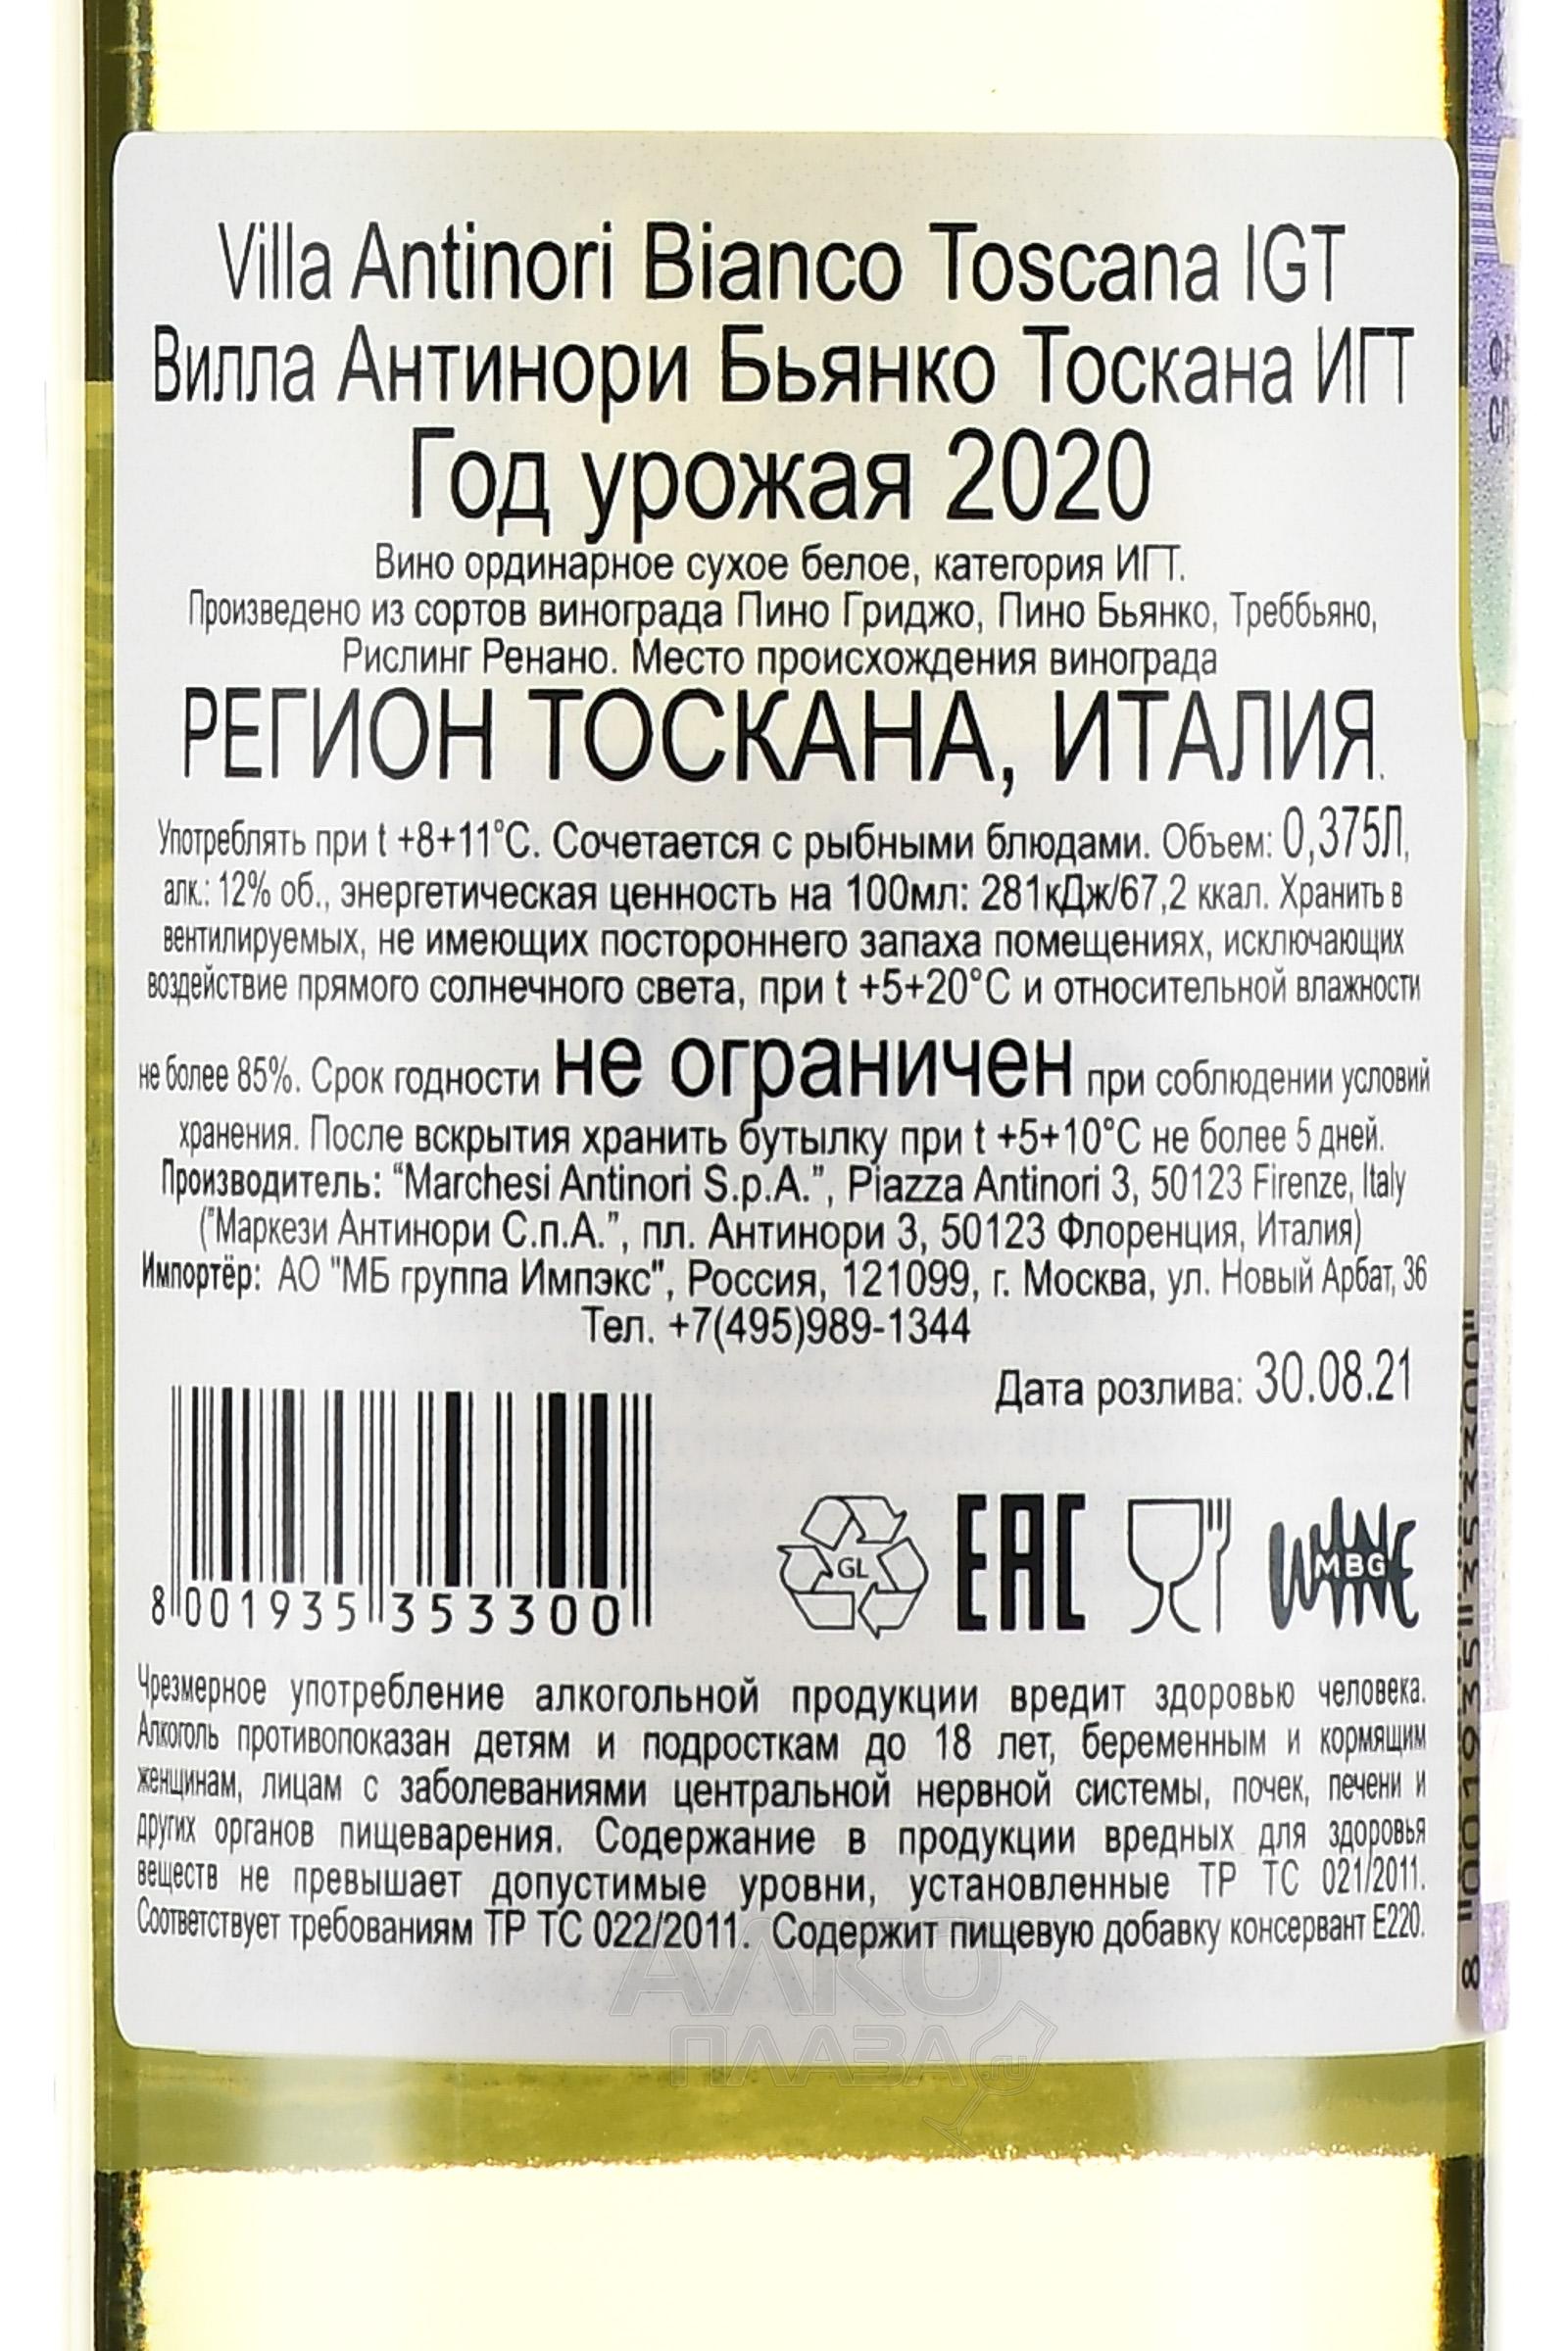 Villa Antinori Bianco Toscana IGT
Вилла Антинори Бьянко Тоскана ИГТ
Год урожая 2020
Вино ординарное сухое белое, категория ИГТ.
Произведено из сортов винограда Пино Гриджо, Пино Бьянко, Треббьяно,
Рислинг Ренано. Место происхождения винограда
РЕГИОН ТОСКАНА, ИТАЛИЯ.
Употреблять при t +8+11°C. Сочетается с рыбными блюдами. Объем: 0,375Л,
алк.: 12% об., энергетическая ценность на 100мл: 281кДж/67,2 ккал. Хранить в
вентилируемых, не имеющих постороннего запаха помещениях, исключающих
воздействие прямого солнечного света, при t +5+20°C и относительной влажности
не более 85%. Срок годности не ограничен при соблюдении условий
хранения. После вскрытия хранить бутылку при t +5+10°C не более 5 дней.
Производитель: “Marchesi Antinori S.p.A.”, Piazza Antinori 3, 50123 Firenze, Italy
("Маркези Антинори С.п.А.”, пл. Антинори 3, 50123 Флоренция, Италия)
Импортёр: АО "МБ группа Импэкс", Россия, 121099, г. Москва, ул. Новый Арбат, 36
Тел. +7(495)989-1344
Дата розлива: 30.08.21
8 001935 353300
GL
EAC
WINE
MBG
Чрезмерное употребление алкогольной продукции вредит здоровью человека.
Алкоголь противопоказан детям и подросткам до 18 лет, беременным и кормящим
женщинам, лицам с заболеваниями центральной нервной системы, почек, печени и
других органов пищеварения. Содержание в продукции вредных для здоровья
веществ не превышает допустимые уровни, установленные ТР ТС 021/2011.
Соответствует требованиям ТР ТС 022/2011. Содержит пищевую добавку консервант E220.
8 001935 353300
АЛКО
ПЛАЗА
.ru